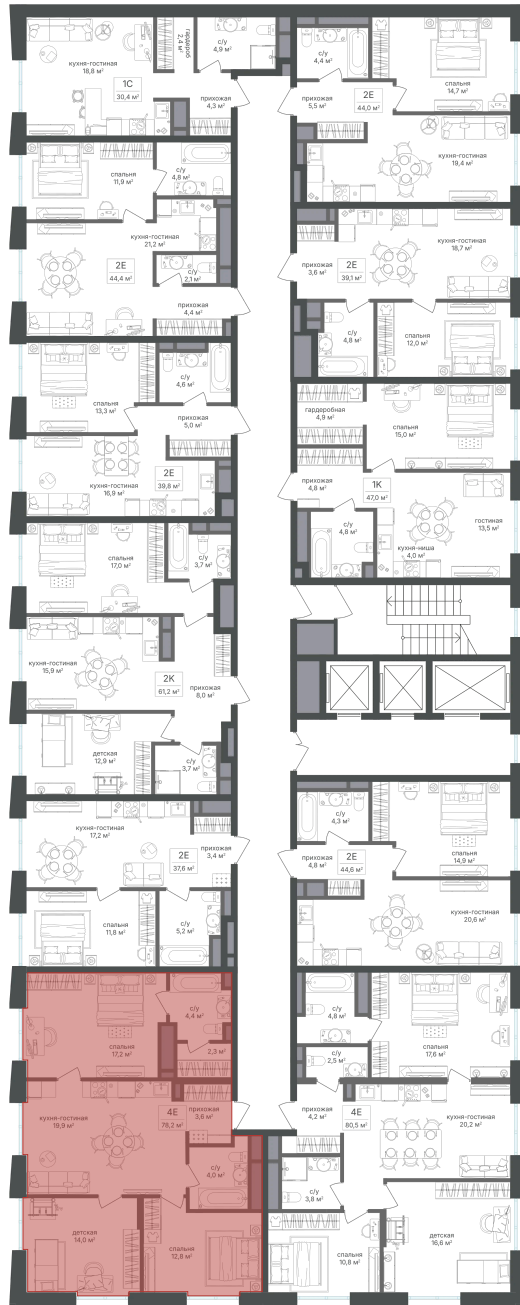 кухня-гостиная
18,8 м²
гардероб
2,4 м²
с/у
4,9 м²
1С
30,4 м²
прихожая
4,3 м²
с/у
4,4 м²
спальня
14,7 м²
прихожая
5,5 м²
2Е
44,0 м²
кухня-гостиная
19,4 м²
спальня
11,9 м²
с/у
4,8 м²
кухня-гостиная
21,2 м²
2Е
44,4 м²
с/у
2,1 м²
прихожая
4,4 м²
кухня-гостиная
18,7 м²
прихожая
3,6 м²
2Е
39,1 м²
с/у
4,8 м²
спальня
12,0 м²
спальня
13,3 м²
с/у
4,6 м²
прихожая
5,0 м²
2Е
39,8 м²
кухня-гостиная
16,9 м²
гардеробная
4,9 м²
спальня
15,0 м²
прихожая
4,8 м²
1К
47,0 м²
с/у
4,8 м²
гостиная
13,5 м²
кухня-ниша
4,0 м²
спальня
17,0 м²
с/у
3,7 м²
кухня-гостиная
15,9 м²
2К
61,2 м²
прихожая
8,0 м²
детская
12,9 м²
с/у
3,7 м²
кухня-гостиная
17,2 м²
2Е
37,6 м²
прихожая
3,4 м²
спальня
11,8 м²
с/у
5,2 м²
с/у
4,3 м²
спальня
14,9 м²
прихожая
4,8 м²
2Е
44,6 м²
кухня-гостиная
20,6 м²
спальня
17,2 м²
с/у
4,4 м²
2,3 м²
кухня-гостиная
19,9 м²
4Е
78,2 м²
прихожая
3,6 м²
с/у
4,0 м²
детская
14,0 м²
спальня
12,8 м²
с/у
4,8 м²
с/у
2,5 м²
спальня
17,6 м²
прихожая
4,2 м²
4Е
80,5 м²
кухня-гостиная
20,2 м²
с/у
3,8 м²
спальня
10,8 м²
детская
16,6 м²